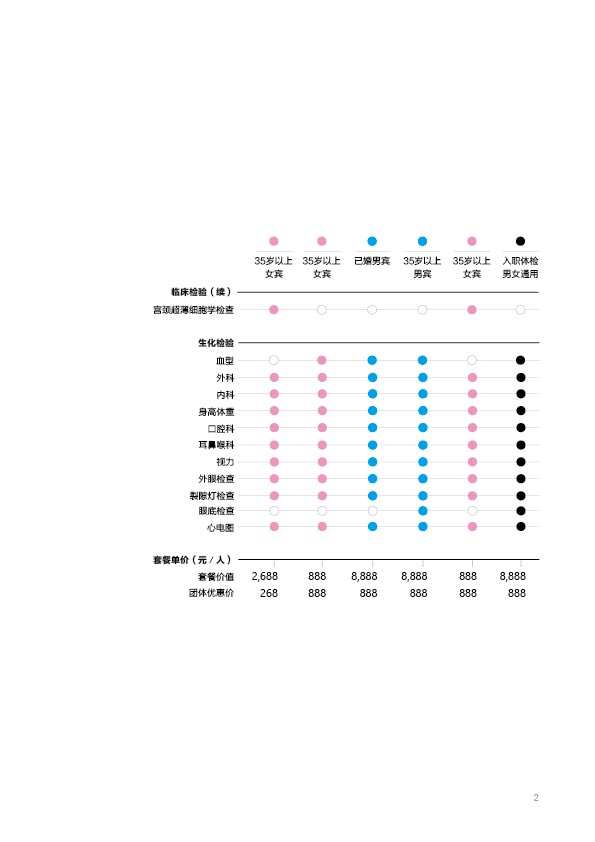 35岁以上 35岁以上 已婚男宾 35岁以上 35岁以上 入职体检
女宾 女宾 男宾 女宾 男女通用
临床检验（续）
宫颈超薄细胞学检查
生化检验
血型
外科
内科
身高体重
口腔科
耳鼻喉科
视力
外眼检查
裂隙灯检查
眼底检查
心电图
套餐单价（元 / 人）
套餐价值 2,688 888 8,888 8,888 888 8,888
团体优惠价 268 888 888 888 888 888
2